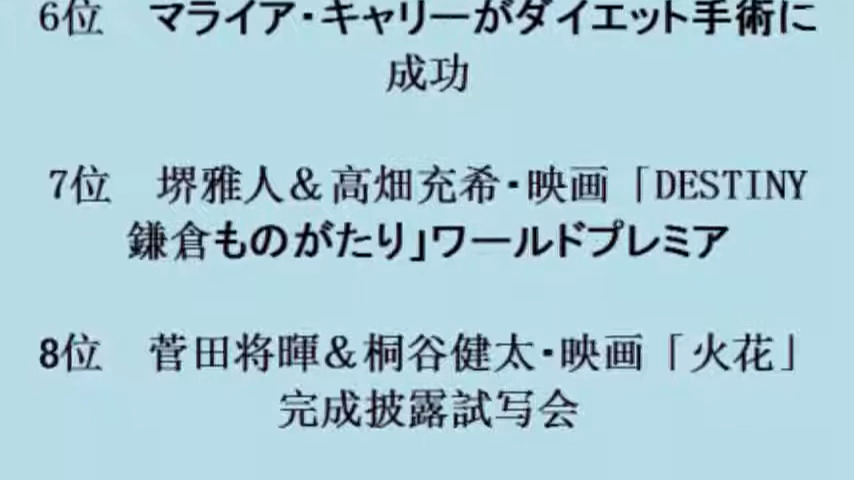 6位　マライア・キャリーがダイエット手術に
成功
7位　堺雅人＆高畑充希・映画「DESTINY
鎌倉ものがたり」ワールドプレミア
8位　菅田将暉＆桐谷健太・映画「火花」
完成披露試写会